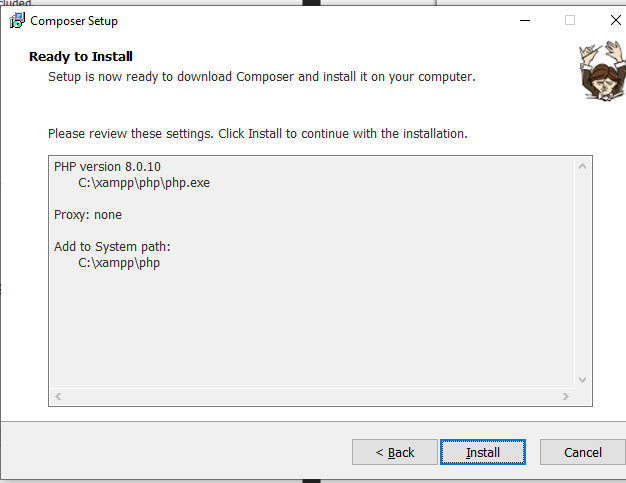 cluded
Composer Setup
Ready to Install
Setup is now ready to download Composer and install it on your computer.
Please review these settings. Click Install to continue with the installation.
PHP version 8.0.10
C:\xampp\php\php.exe
Proxy: none
Add to System path:
C:\xampp\php
< Back
Install
Cancel